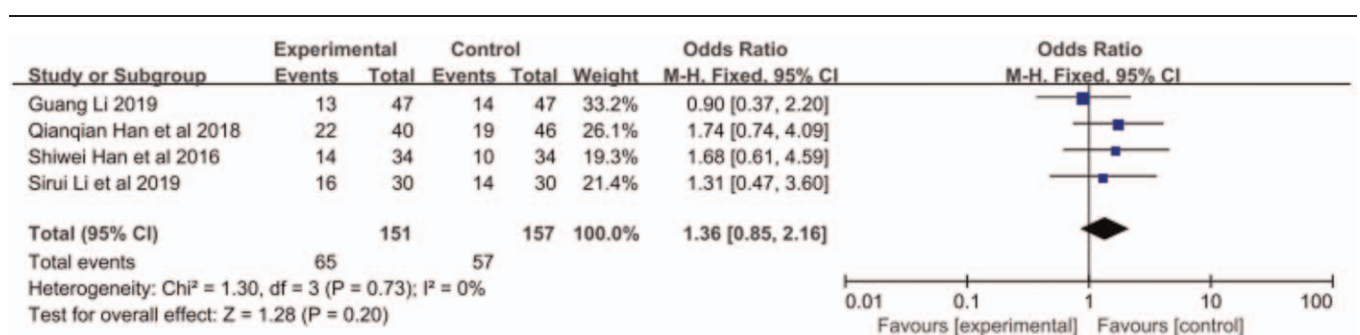 Experimental Control Odds Ratio Odds Ratio
Study or Subgroup Events Total Events Total Weight M-H. Fixed. 95% CI M-H. Fixed. 95% CI
Guang Li 2019 13 47 14 47 33.2% 0.90 [0.37, 2.20]
Qianqian Han et al 2018 22 40 19 46 26.1% 1.74 [0.74, 4.09]
Shiwei Han et al 2016 14 34 10 34 19.3% 1.68 [0.61, 4.59]
Sirui Li et al 2019 16 30 14 30 21.4% 1.31 [0.47, 3.60]
Total (95% CI) 151 157 100.0% 1.36 [0.85, 2.16]
Total events 65 57
Heterogeneity: Chi² = 1.30, df = 3 (P = 0.73); I² = 0%
Test for overall effect: Z = 1.28 (P = 0.20)
0.01 0.1 1 10 100
Favours [experimental] Favours [control]